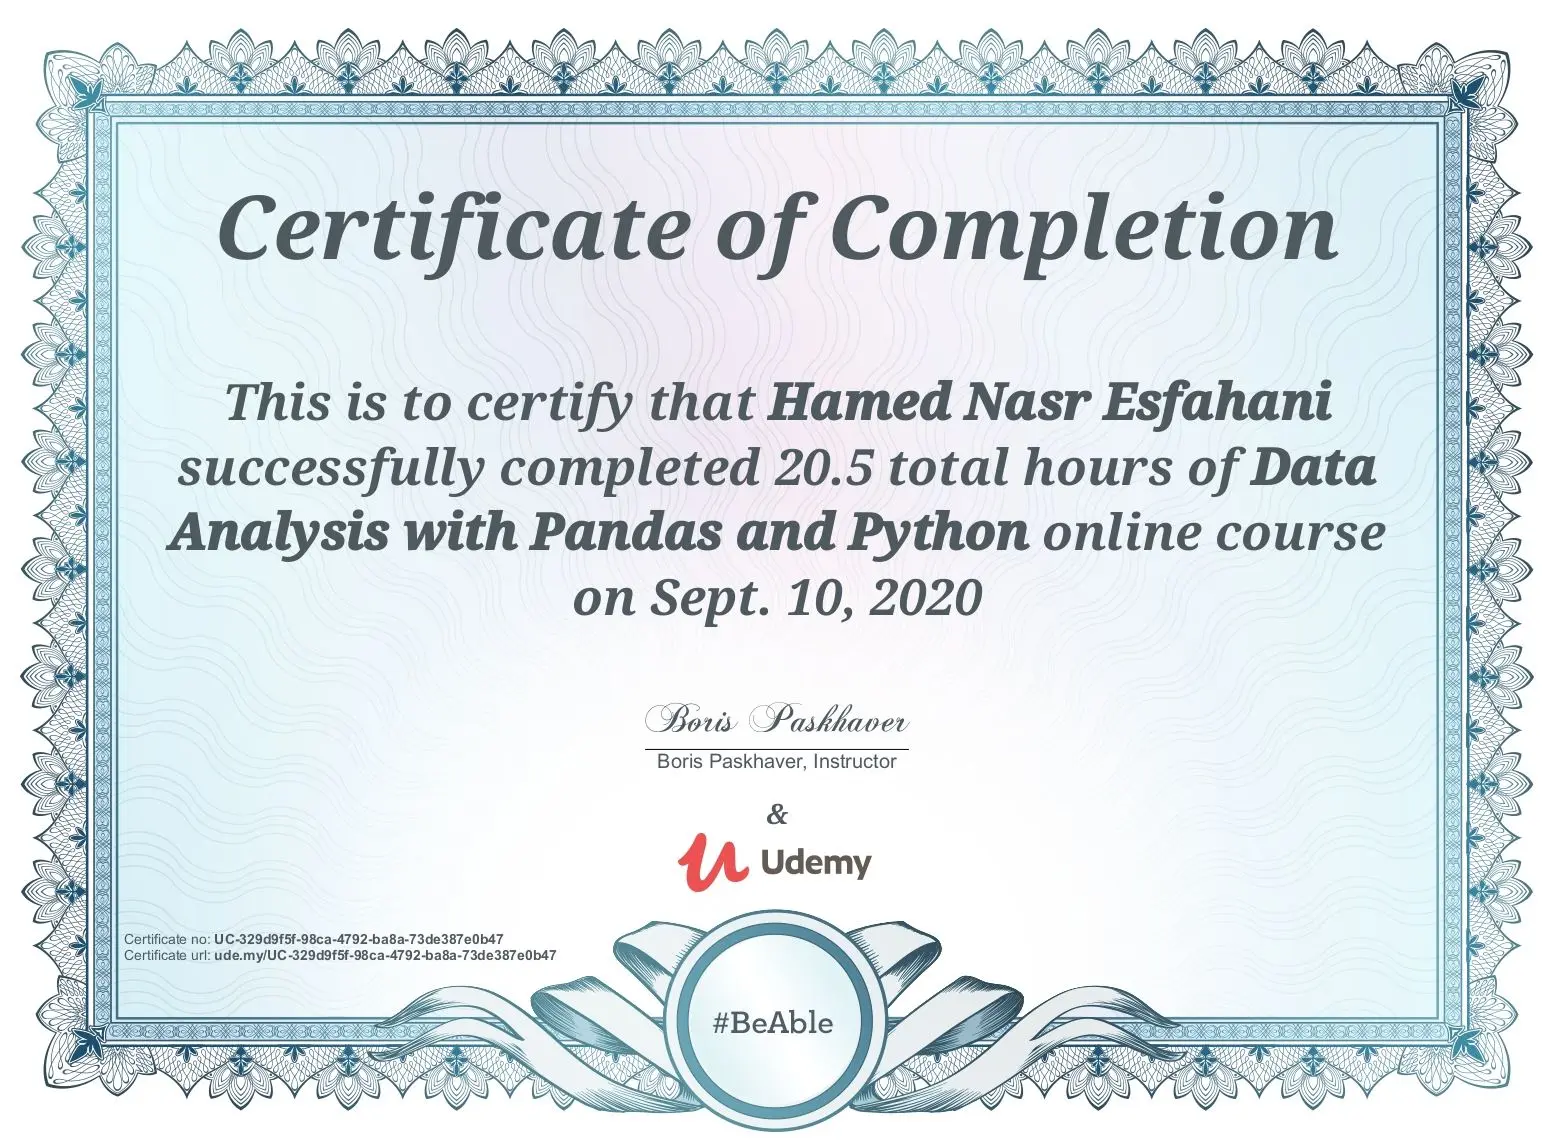 Certificate of Completion
This is to certify that Hamed Nasr Esfahani
successfully completed 20.5 total hours of Data
Analysis with Pandas and Python online course
on Sept. 10, 2020
Boris Paskhaver
Boris Paskhaver, Instructor
&
Udemy
Certificate no: UC-329d9f5f-98ca-4792-ba8a-73de387e0b47
Certificate url: ude.my/UC-329d9f5f-98ca-4792-ba8a-73de387e0b47
#BeAble